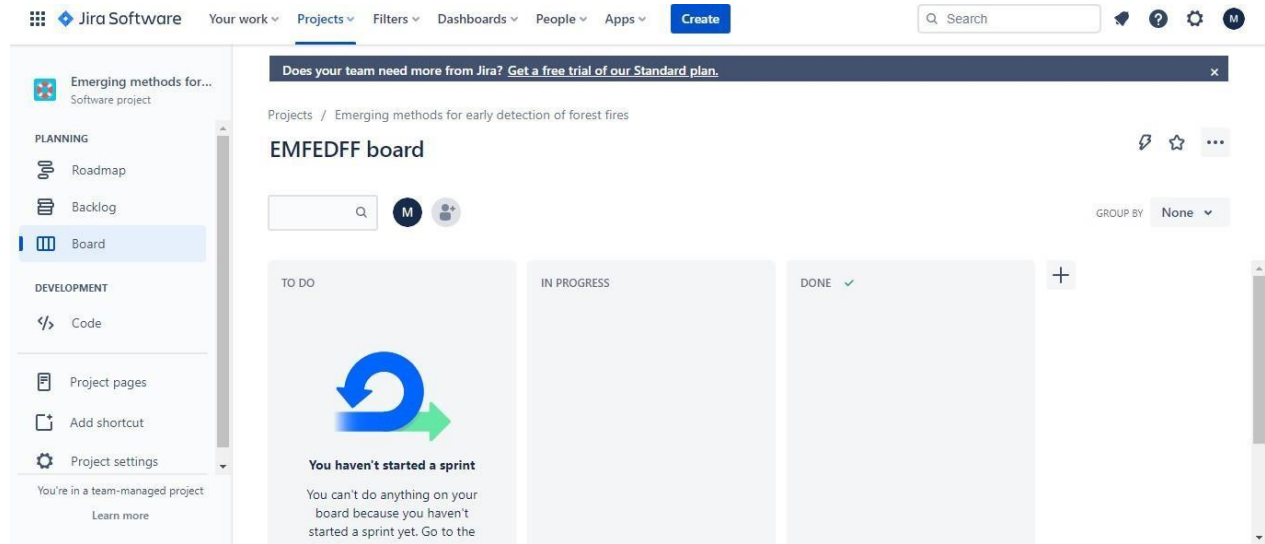 Jira Software Your work Projects Filters Dashboards People Apps Create Search M
Emerging methods for...
Software project
PLANNING
Roadmap
Backlog
Board
DEVELOPMENT
Code
Project pages
Add shortcut
Project settings
You're in a team-managed project
Learn more
Does your team need more from Jira? Get a free trial of our Standard plan.
Projects / Emerging methods for early detection of forest fires
EMFEDFF board
M
GROUP BY None
TO DO
IN PROGRESS
DONE
You haven't started a sprint
You can't do anything on your
board because you haven't
started a sprint yet. Go to the